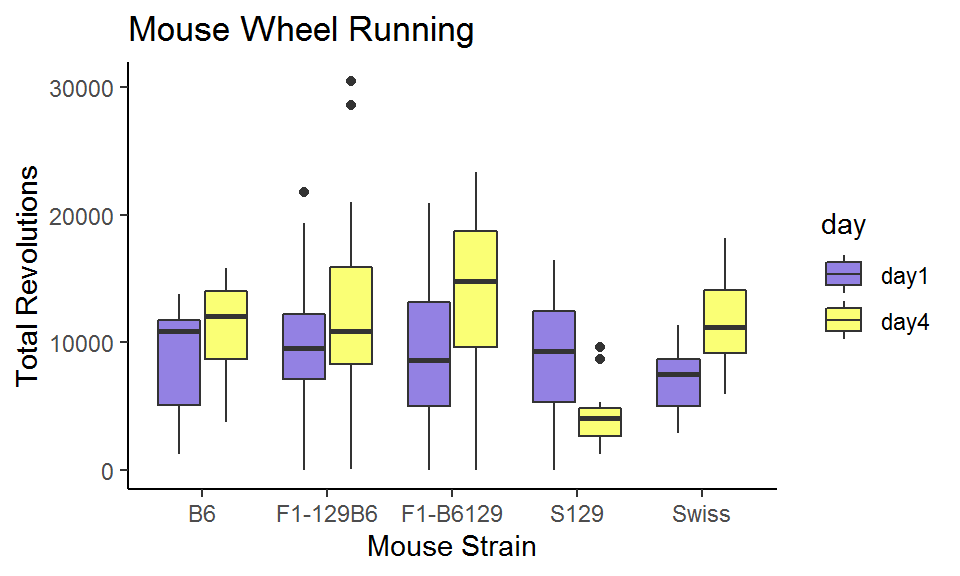 Mouse Wheel Running
Total Revolutions
30000
20000
10000
0
B6
F1-129B6
F1-B6129
S129
Swiss
Mouse Strain
day
day1
day4